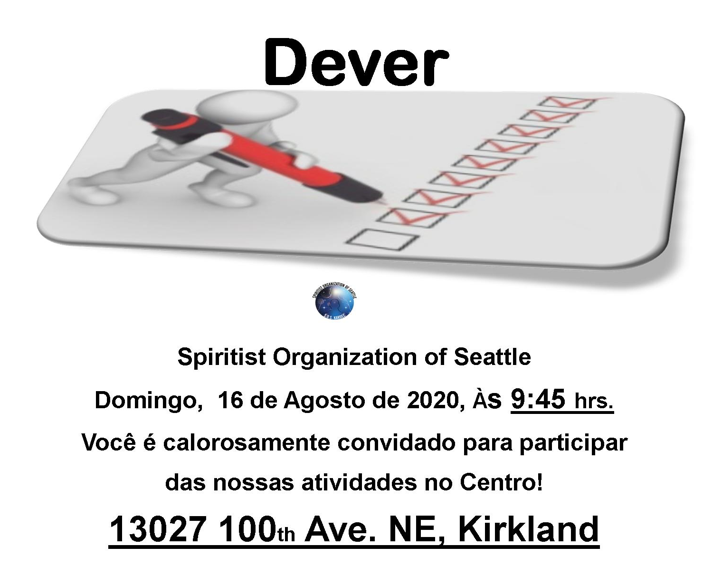 Dever
Spiritist Organization of Seattle
Domingo,  16 de Agosto de 2020, Às 9:45 hrs.
Você é calorosamente convidado para participar
das nossas atividades no Centro!
13027 100th Ave. NE, Kirkland